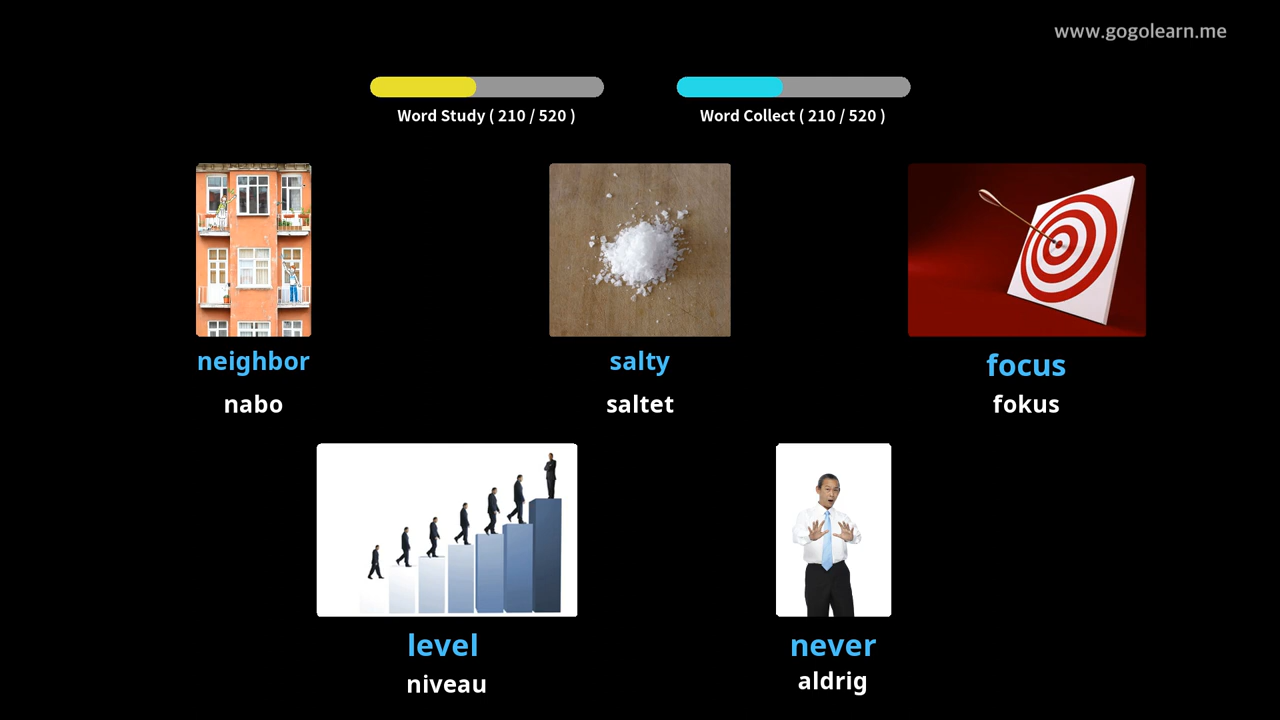 www.gogolearn.me
Word Study ( 210 / 520 )
Word Collect ( 210 / 520 )
neighbor
nabo
salty
saltet
focus
fokus
level
niveau
never
aldrig